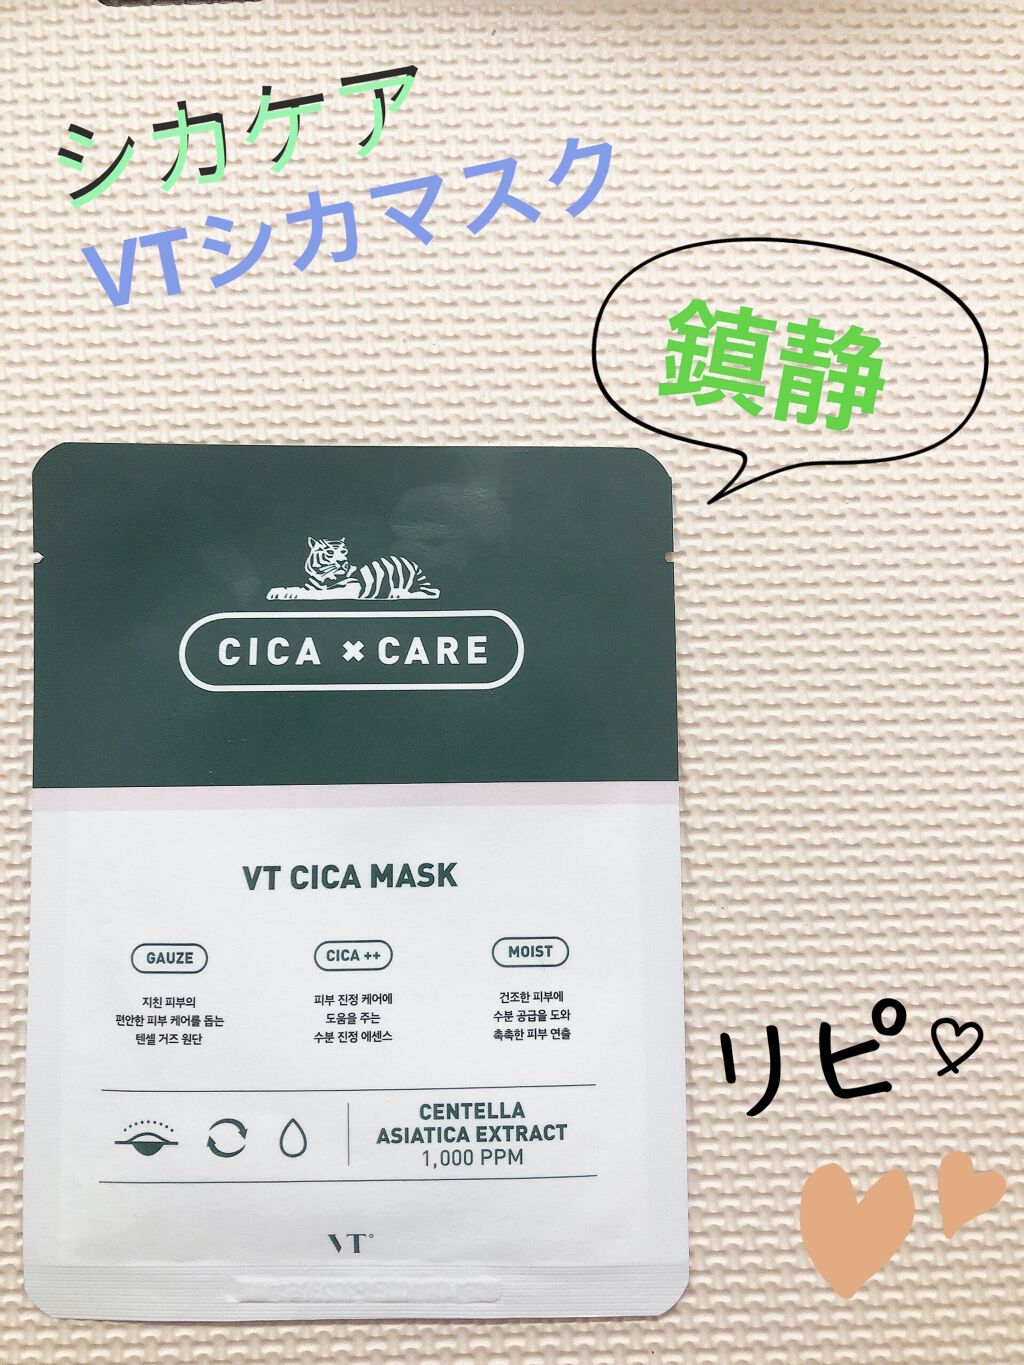 シカケア
VTシカマスク
鎮静
CICA × CARE
VT CICA MASK
GAUZE
지친 피부의
편안한 피부 케어를 돕는
텐셀 거즈 원단
CICA ++
피부 진정 케어에
도움을 주는
수분 진정 에센스
MOIST
건조한 피부에
수분 공급을 도와
촉촉한 피부 연출
CENTELLA
ASIATICA EXTRACT
1,000 PPM
VT
リピ♡